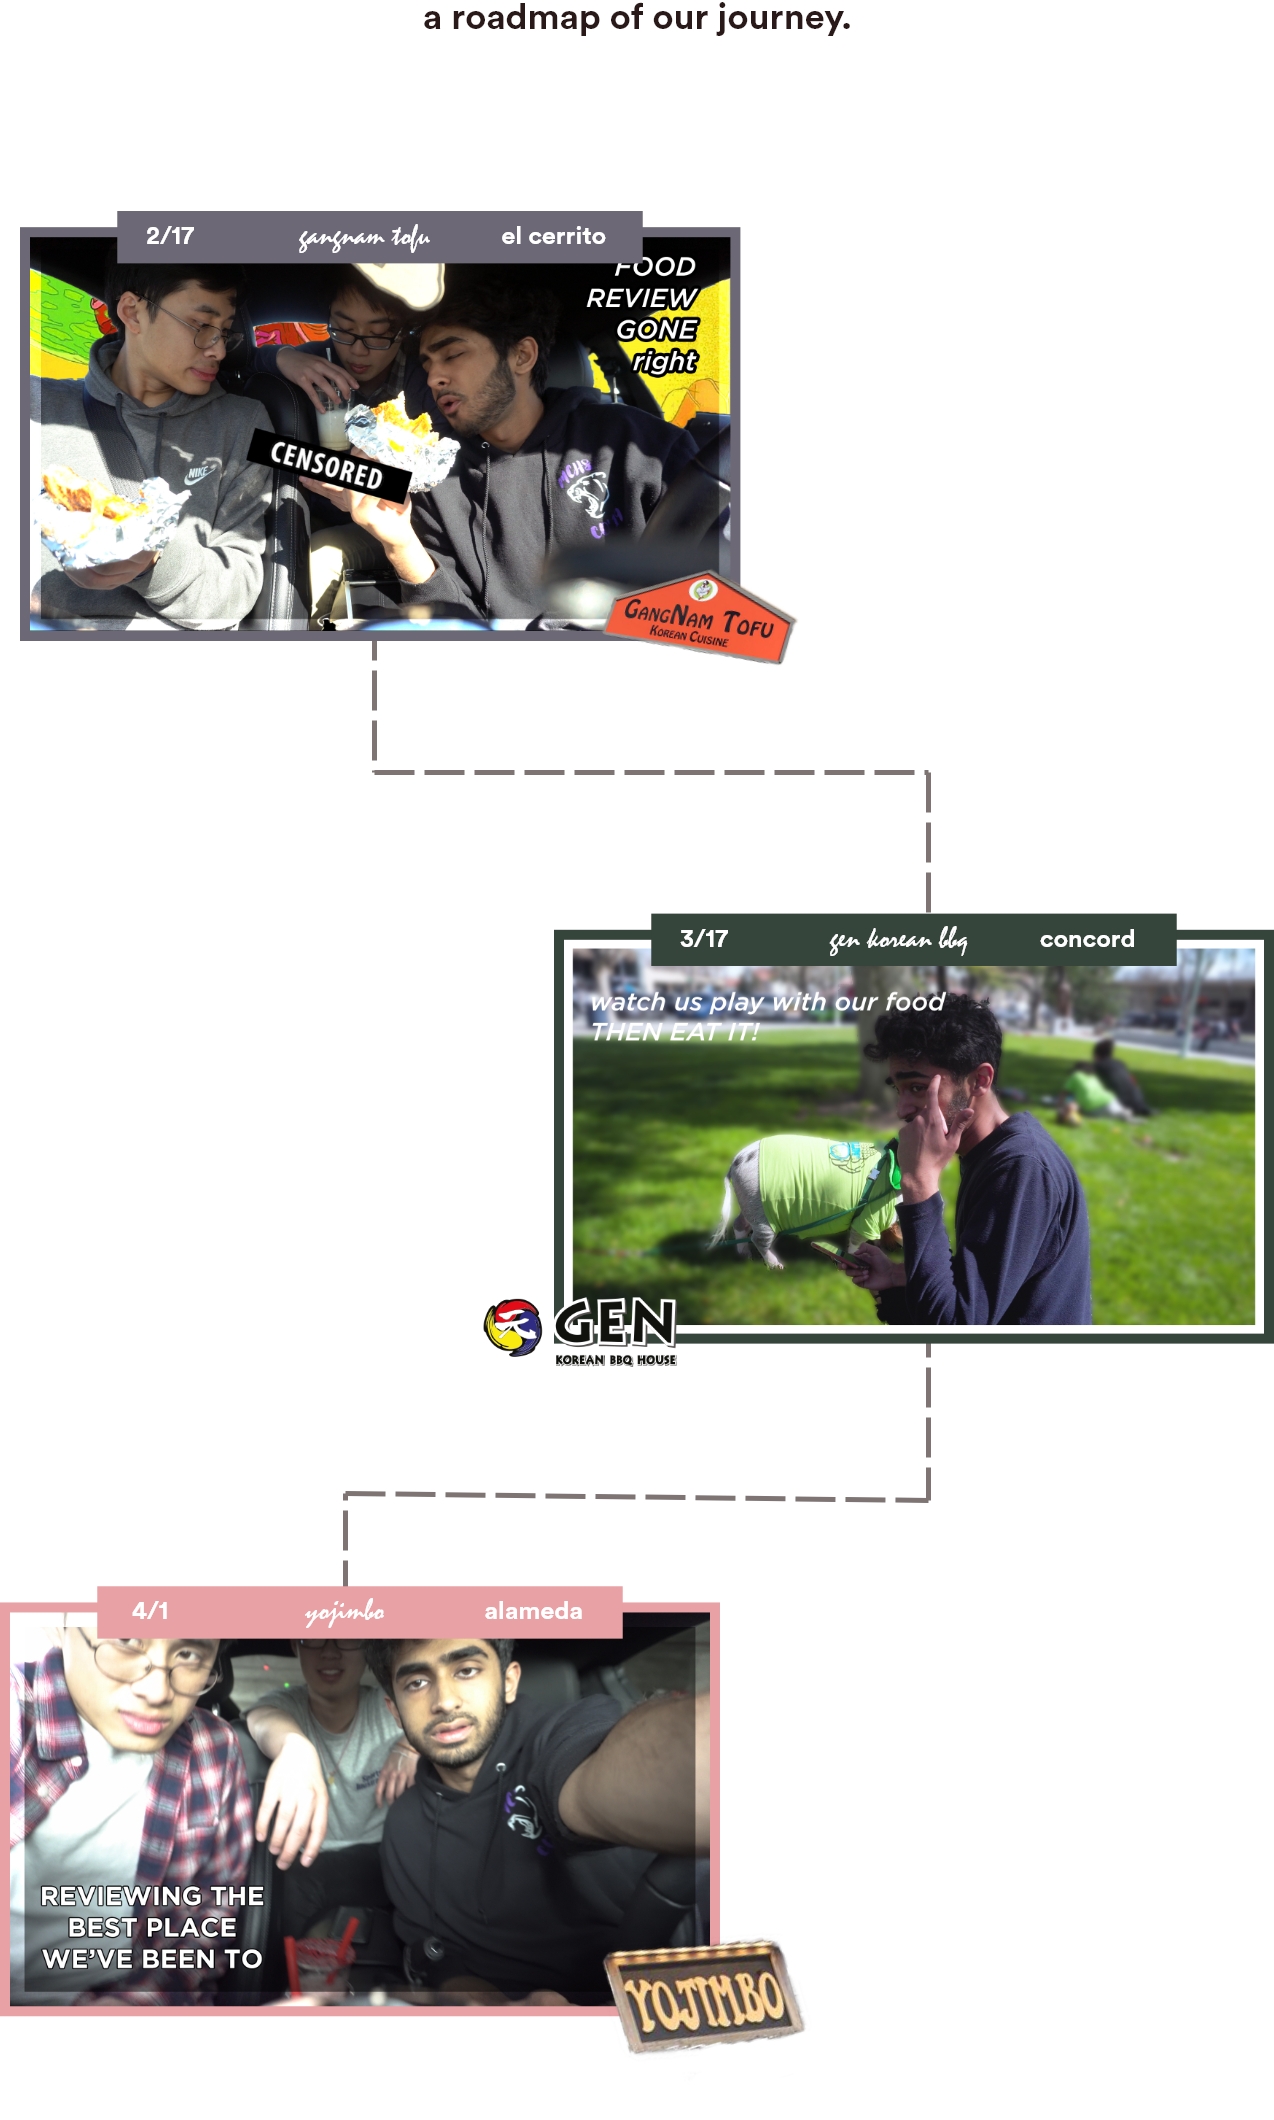 a roadmap of our journey.
2/17 gangnam tofu el cerrito
FOOD
REVIEW
GONE
right
CENSORED
NIKE
GANGNAM TOFU
KOREAN CUISINE
3/17 gen korean bbq concord
watch us play with our food
THEN EAT IT!
GEN
KOREAN BBQ HOUSE
4/1 yojimbo alameda
REVIEWING THE
BEST PLACE
WE'VE BEEN TO
YOJIMBO